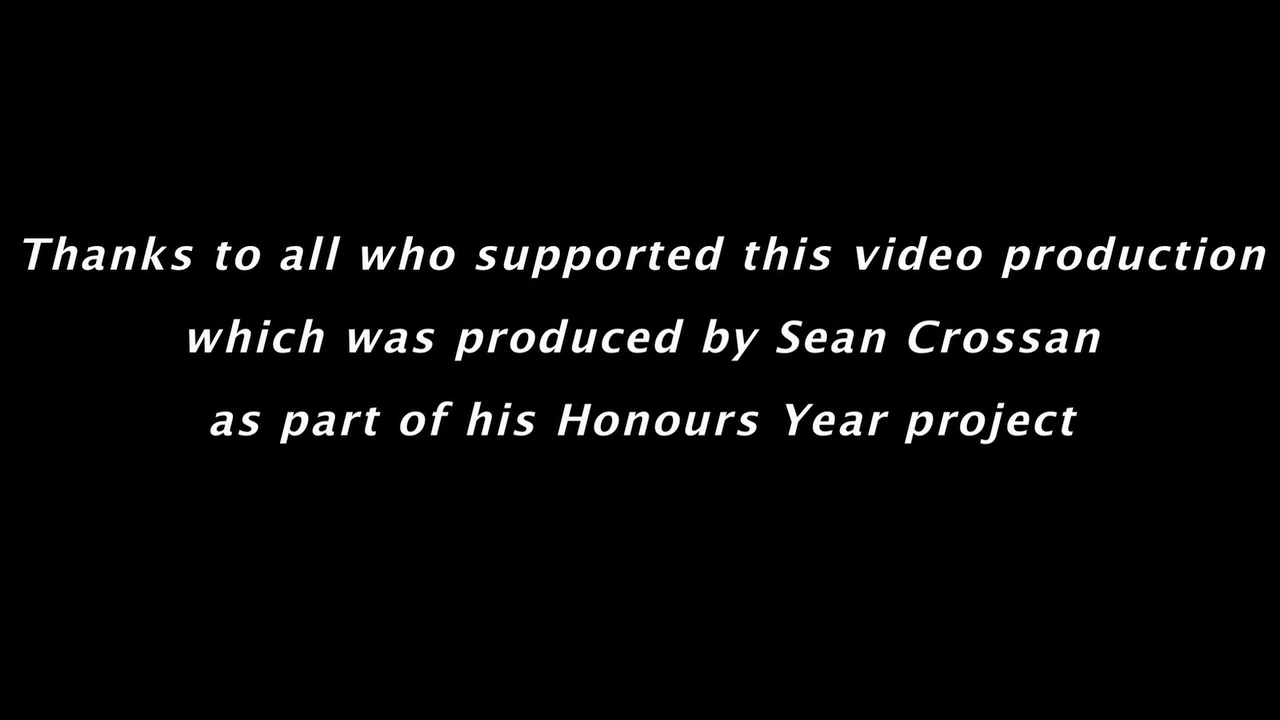 Thanks to all who supported this video production
which was produced by Sean Crossan
as part of his Honours Year project